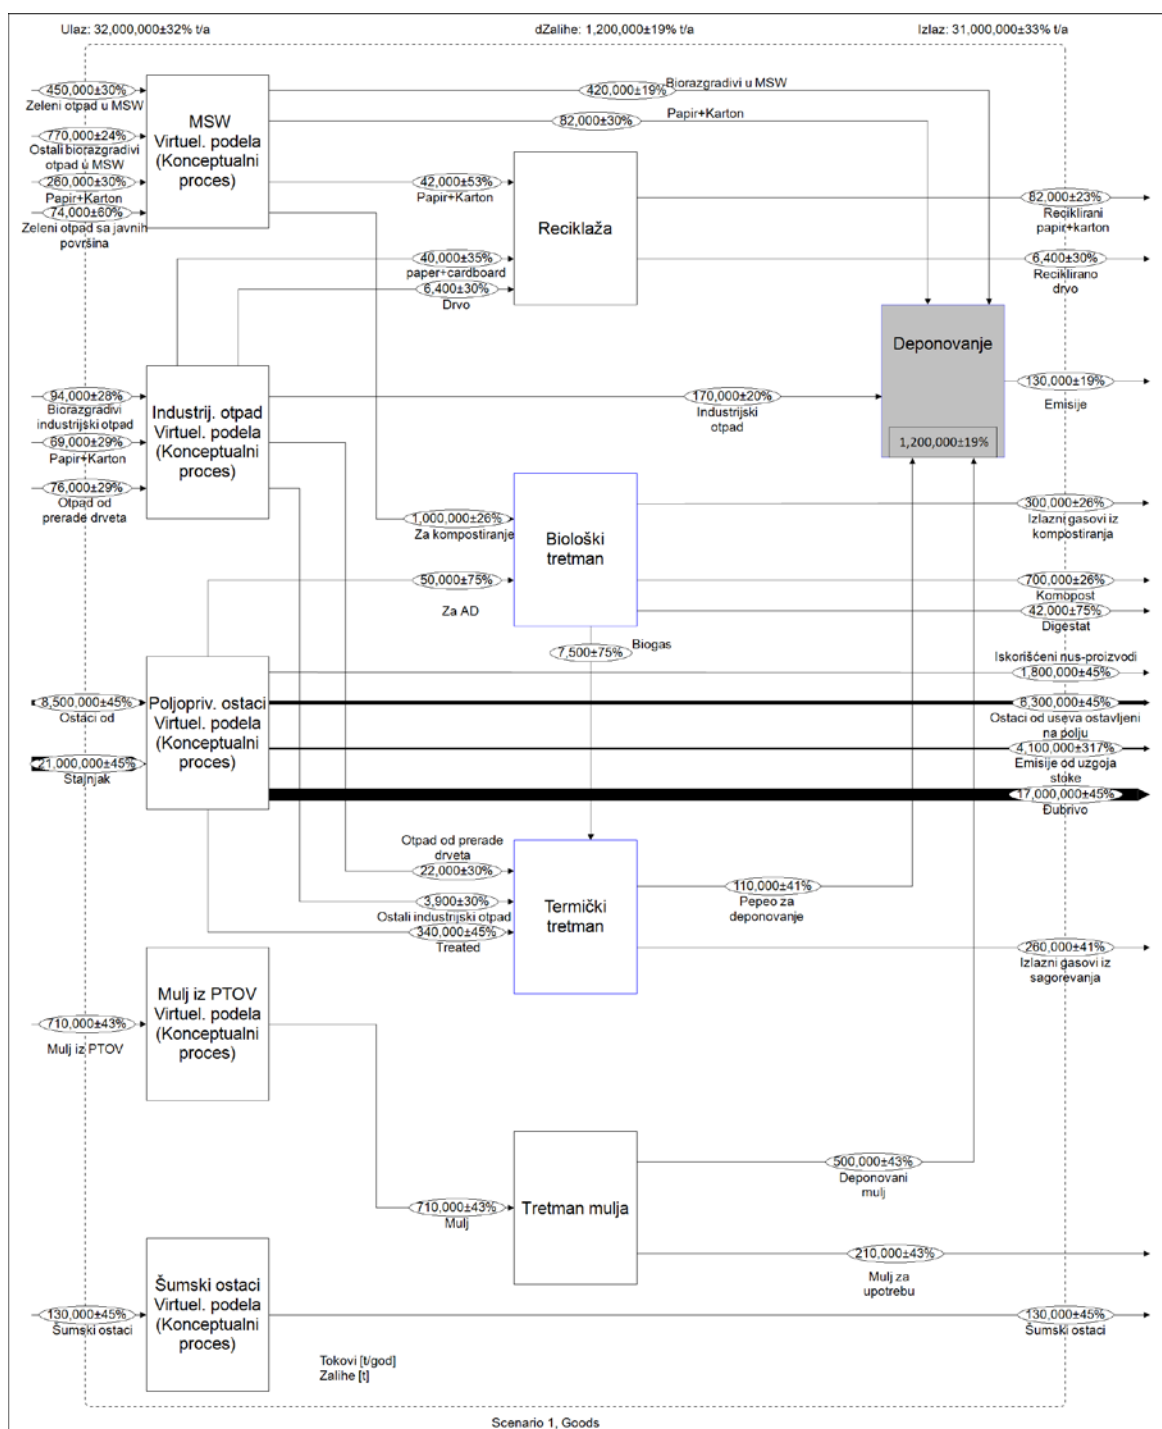 Ulaz: 32,000,000±32% t/a
dZalihe: 1,200,000±19% t/a
Izlaz: 31,000,000±33% t/a
450,000±30%
Zeleni otpad u MSW
770,000±24%
Ostali biorazgradivi
otpad u MSW
260,000±30%
Papir+Karton
74,000±60%
Zeleni otpad sa javnih
površina
MSW
Virtuel. podela
(Konceptualni
proces)
420,000±19%
Biorazgradivi u MSW
82,000±30%
Papir+Karton
42,000±53%
Papir+Karton
40,000±35%
paper+cardboard
6,400±30%
Drvo
Reciklaža
82,000±23%
Reciklirani
papir+karton
6,400±30%
Reciklirano
drvo
Deponovanje
1,200,000±19%
130,000±19%
Emisije
94,000±28%
Biorazgradivi
industrijski otpad
69,000±29%
Papir+Karton
76,000±29%
Otpad od
prerade drveta
Industrij. otpad
Virtuel. podela
(Konceptualni
proces)
170,000±20%
Industrijski
otpad
1,000,000±26%
Za kompostiranje
50,000±75%
Za AD
Biološki
tretman
300,000±26%
Izlazni gasovi iz
kompostiranja
700,000±26%
Kombpost
42,000±75%
Digestat
7,500±75%
Biogas
8,500,000±45%
Ostaci od
21,000,000±45%
Stajnjak
Poljopriv. ostaci
Virtuel. podela
(Konceptualni
proces)
Iskorišćeni nus-proizvodi
1,800,000±45%
6,300,000±45%
Ostaci od useva ostavljeni
na polju
4,100,000±317%
Emisije od uzgoja
stoke
17,000,000±45%
Đubrivo
Otpad od prerade
drveta
22,000±30%
3,900±30%
Ostali industrijski otpad
340,000±45%
Treated
Termički
tretman
110,000±41%
Pepeo za
deponovanje
260,000±41%
Izlazni gasovi iz
sagorevanja
710,000±43%
Mulj iz PTOV
Mulj iz PTOV
Virtuel. podela
(Konceptualni
proces)
710,000±43%
Mulj
Tretman mulja
500,000±43%
Deponovani
mulj
210,000±43%
Mulj za
upotrebu
130,000±45%
Šumski ostaci
Šumski ostaci
Virtuel. podela
(Konceptualni
proces)
130,000±45%
Šumski ostaci
Tokovi [t/god]
Zalihe [t]
Scenario 1, Goods